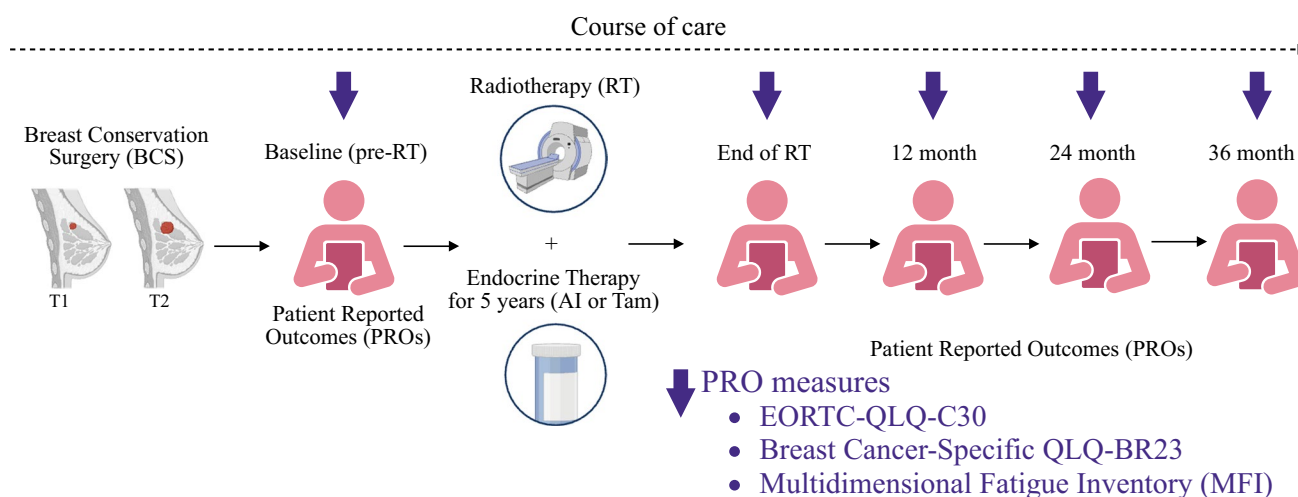 Course of care
Breast Conservation
Surgery (BCS)
T1
T2
Baseline (pre-RT)
Patient Reported
Outcomes (PROs)
Radiotherapy (RT)
+
Endocrine Therapy
for 5 years (AI or Tam)
End of RT
12 month
24 month
36 month
Patient Reported Outcomes (PROs)
PRO measures
• EORTC-QLQ-C30
• Breast Cancer-Specific QLQ-BR23
• Multidimensional Fatigue Inventory (MFI)